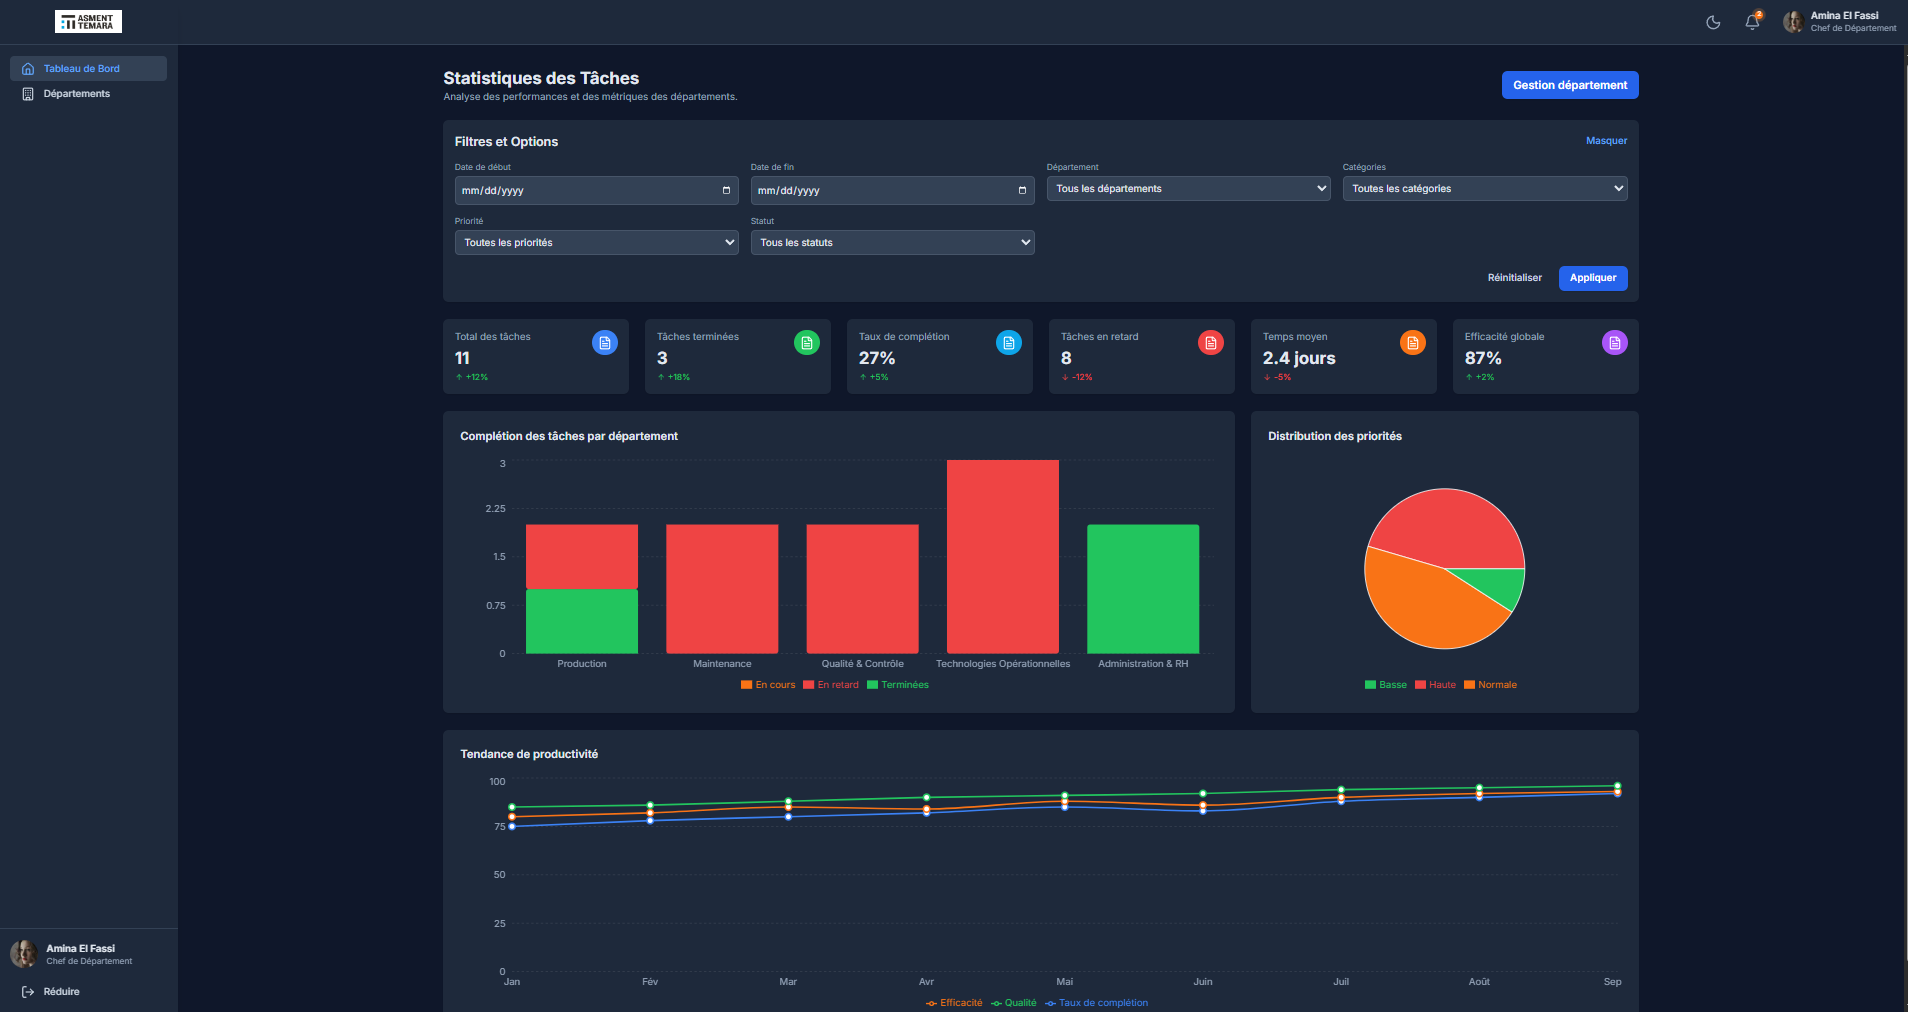 ASMENT
TEMARA
2
Amina El Fassi
Chef de Département
Tableau de Bord
Départements
Statistiques des Tâches
Analyse des performances et des métriques des départements.
Gestion département
Filtres et Options
Masquer
Date de début
Date de fin
Département
Catégories
mm/dd/yyyy
mm/dd/yyyy
Tous les départements
Toutes les catégories
Priorité
Statut
Toutes les priorités
Tous les statuts
Réinitialiser
Appliquer
Total des tâches
11
↑ +12%
Tâches terminées
3
↑ +18%
Taux de complétion
27%
↑ +5%
Tâches en retard
8
↓ -12%
Temps moyen
2.4 jours
↓ -5%
Efficacité globale
87%
↑ +2%
Complétion des tâches par département
3
2.25
1.5
0.75
0
Production
Maintenance
Qualité & Contrôle
Technologies Opérationnelles
Administration & RH
En cours
En retard
Terminées
Distribution des priorités
Basse
Haute
Normale
Tendance de productivité
100
75
50
25
0
Jan
Fév
Mar
Avr
Mai
Juin
Juil
Août
Sep
Efficacité
Qualité
Taux de complétion
Amina El Fassi
Chef de Département
Réduire